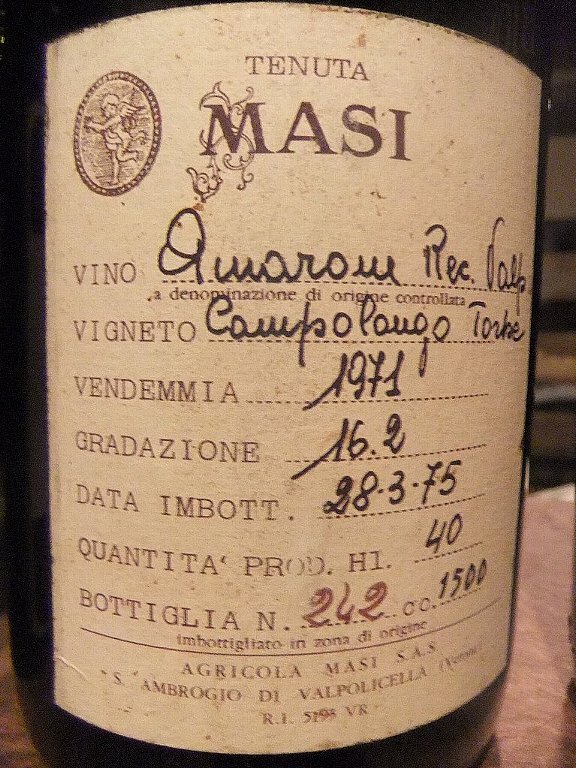 TENUTA
MASI
VINO Amarone Rec. Valp
a denominazione di origine controllata
VIGNETO Campolongo Torbe
VENDEMMIA 1971
GRADAZIONE 16.2
DATA IMBOTT. 28-3-75
QUANTITA' PROD. Hl. 40
BOTTIGLIA N. 242 cc. 1500
imbottigliato in zona di origine
AGRICOLA MASI S.A.S.
S. AMBROGIO DI VALPOLICELLA (Verona)
R.I. 5198 VR